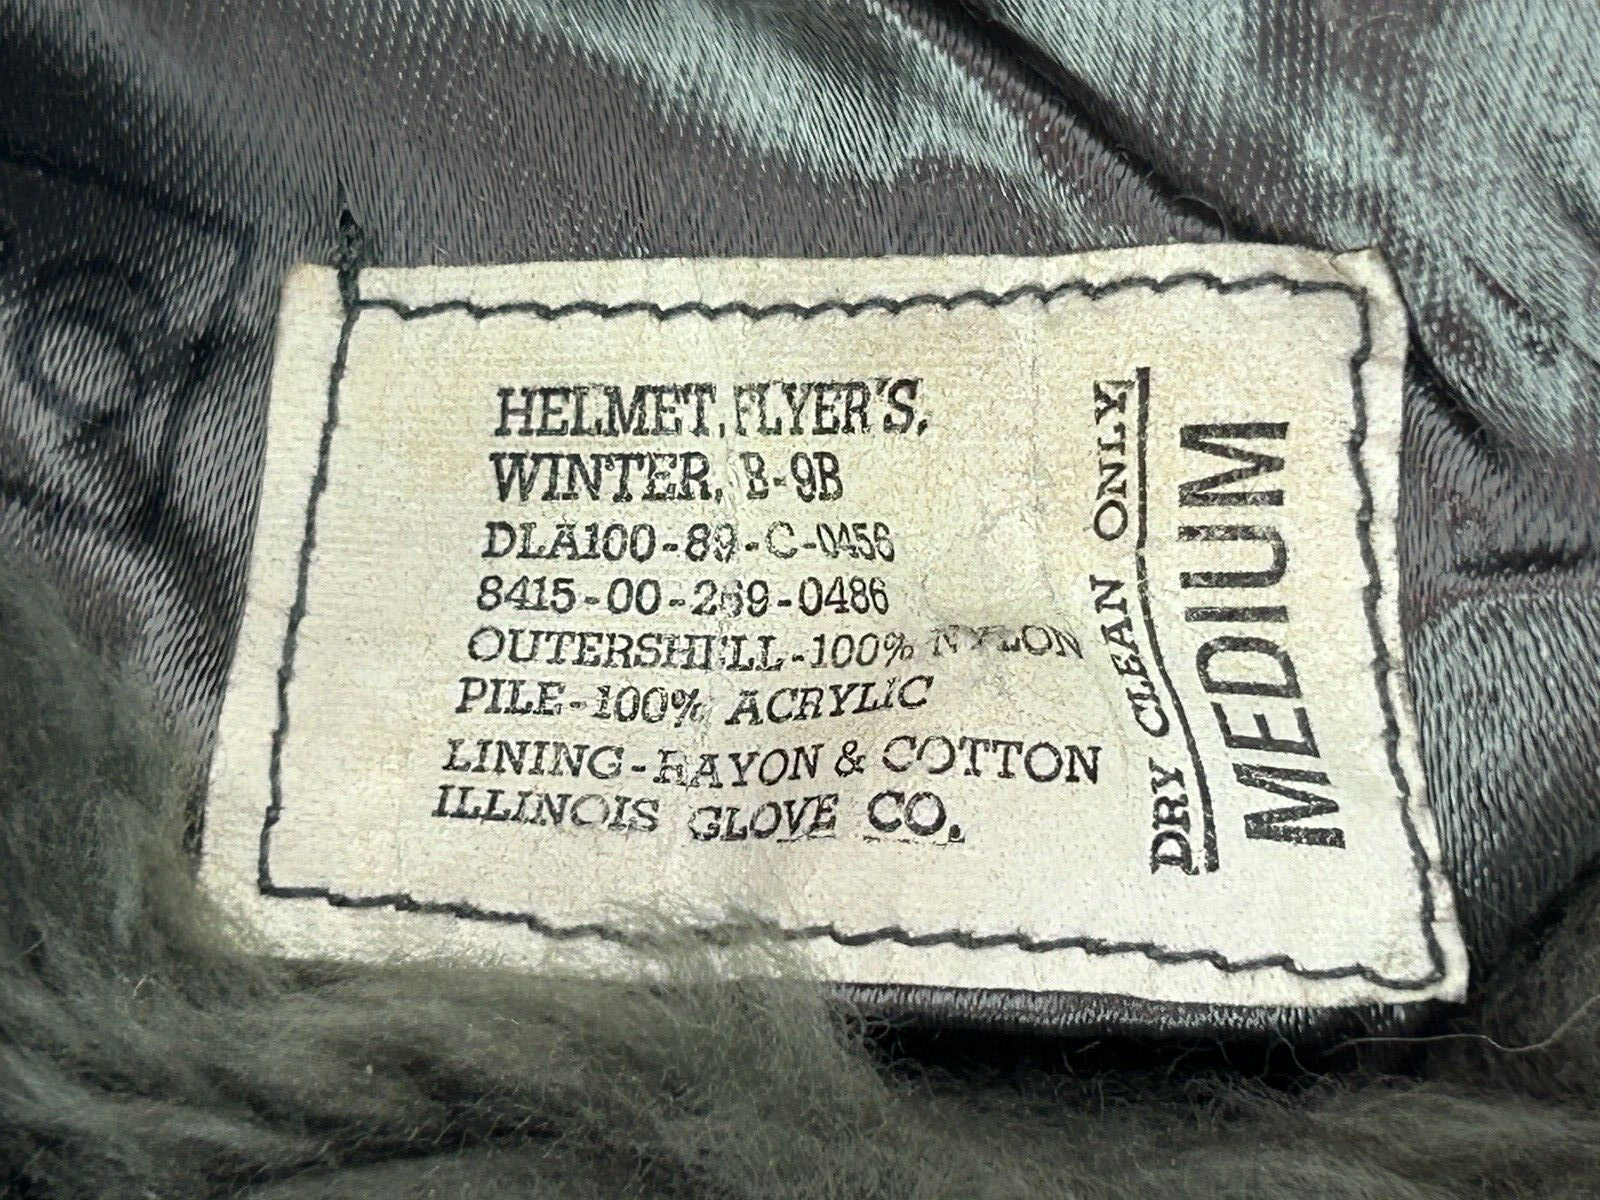 HELMET, FLYER'S,
WINTER, B-9B
DLA100-89-C-0456
8415-00-269-0486
OUTERSHELL-100% NYLON
PILE-100% ACRYLIC
LINING-RAYON & COTTON
ILLINOIS GLOVE CO.
DRY CLEAN ONLY
MEDIUM